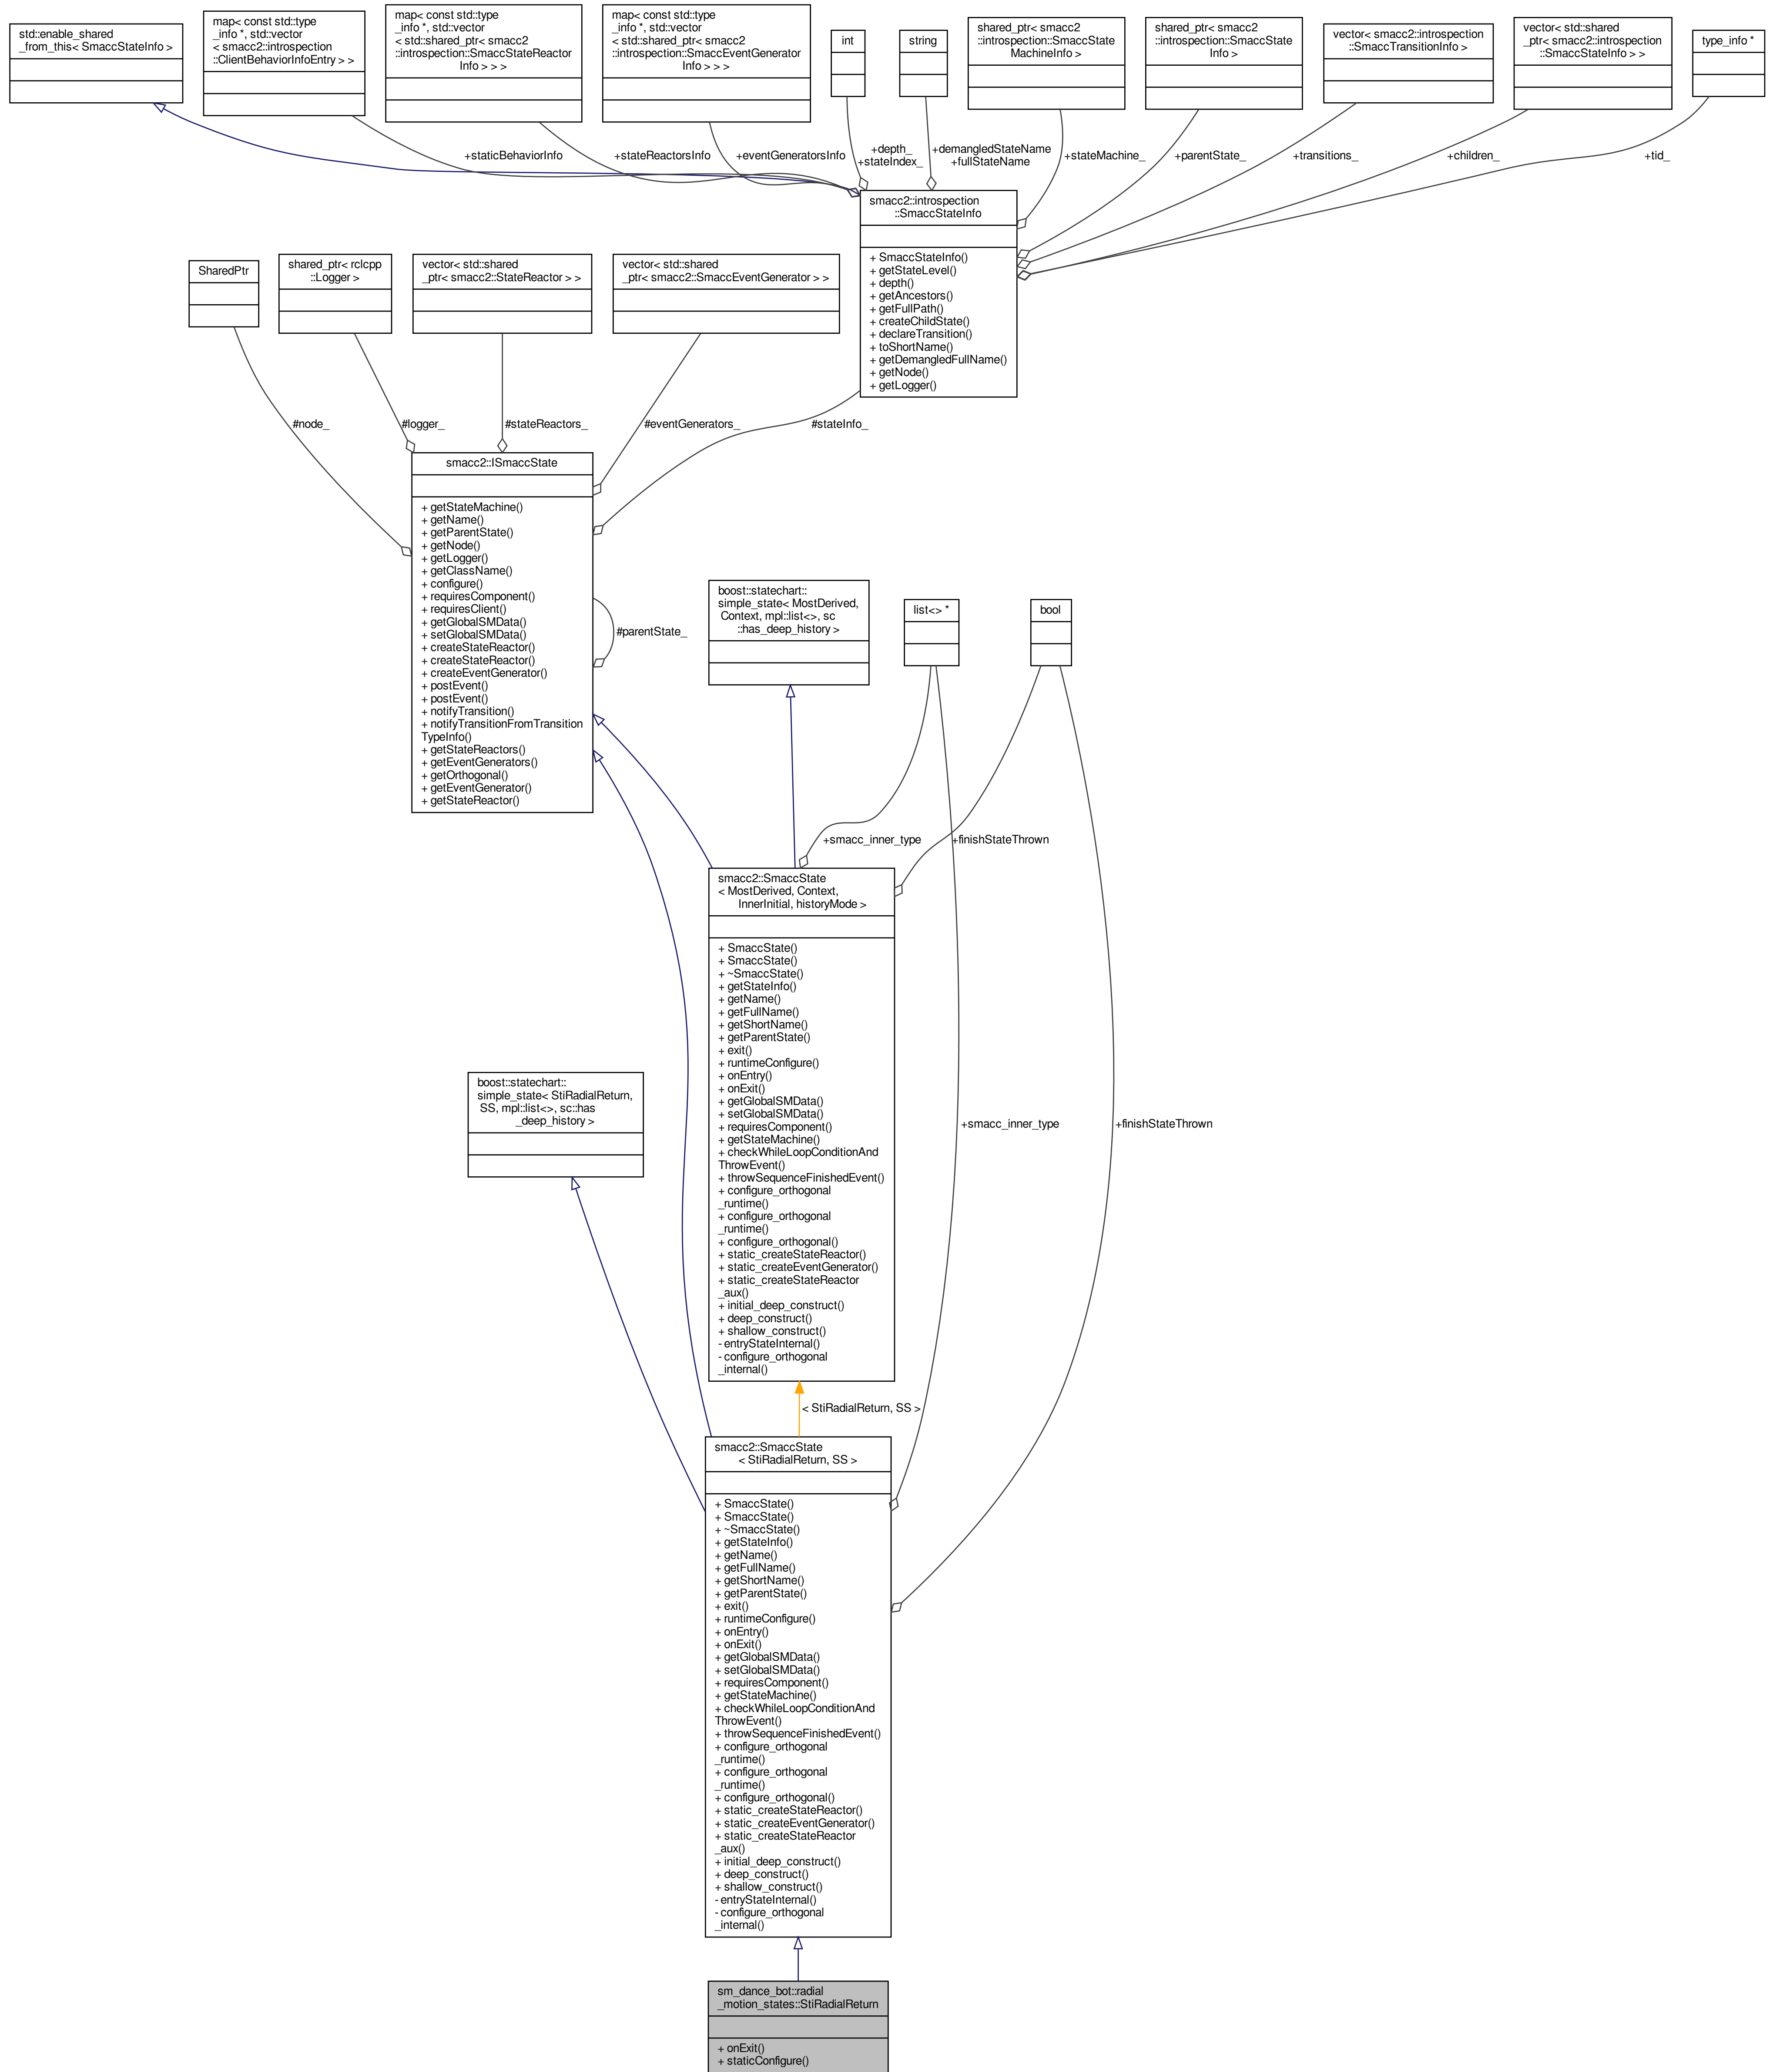 std::enable_shared
_from_this< SmaccStateInfo >
map< const std::type
_info *, std::vector
< smacc2::introspection
::ClientBehaviorInfoEntry > >
map< const std::type
_info *, std::vector
< std::shared_ptr< smacc2
::introspection::SmaccStateReactor
Info > > >
map< const std::type
_info *, std::vector
< std::shared_ptr< smacc2
::introspection::SmaccEventGenerator
Info > > >
int
string
shared_ptr< smacc2
::introspection::SmaccState
MachineInfo >
shared_ptr< smacc2
::introspection::SmaccState
Info >
vector< smacc2::introspection
::SmaccTransitionInfo >
vector< std::shared
_ptr< smacc2::introspection
::SmaccStateInfo > >
type_info *
+staticBehaviorInfo
+stateReactorsInfo
+eventGeneratorsInfo
+depth_
+stateIndex_
+demangledStateName
+fullStateName
+stateMachine_
+parentState_
+transitions_
+children_
+tid_
smacc2::introspection
::SmaccStateInfo
+ SmaccStateInfo()
+ getStateLevel()
+ depth()
+ getAncestors()
+ getFullPath()
+ createChildState()
+ declareTransition()
+ toShortName()
+ getDemangledFullName()
+ getNode()
+ getLogger()
SharedPtr
shared_ptr< rclcpp
::Logger >
vector< std::shared
_ptr< smacc2::StateReactor > >
vector< std::shared
_ptr< smacc2::SmaccEventGenerator > >
#node_
#logger_
#stateReactors_
#eventGenerators_
#stateInfo_
smacc2::ISmaccState
+ getStateMachine()
+ getName()
+ getParentState()
+ getNode()
+ getLogger()
+ getClassName()
+ configure()
+ requiresComponent()
+ requiresClient()
+ getGlobalSMData()
+ setGlobalSMData()
+ createStateReactor()
+ createStateReactor()
+ createEventGenerator()
+ postEvent()
+ postEvent()
+ notifyTransition()
+ notifyTransitionFromTransition
TypeInfo()
+ getStateReactors()
+ getEventGenerators()
+ getOrthogonal()
+ getEventGenerator()
+ getStateReactor()
#parentState_
boost::statechart::
simple_state< MostDerived,
Context, mpl::list<>, sc
::has_deep_history >
list<> *
bool
+smacc_inner_type
+finishStateThrown
smacc2::SmaccState
< MostDerived, Context,
InnerInitial, historyMode >
+ SmaccState()
+ SmaccState()
+ ~SmaccState()
+ getStateInfo()
+ getName()
+ getFullName()
+ getShortName()
+ getParentState()
+ exit()
+ runtimeConfigure()
+ onEntry()
+ onExit()
+ getGlobalSMData()
+ setGlobalSMData()
+ requiresComponent()
+ getStateMachine()
+ checkWhileLoopConditionAnd
ThrowEvent()
+ throwSequenceFinishedEvent()
+ configure_orthogonal
_runtime()
+ configure_orthogonal
_runtime()
+ configure_orthogonal()
+ static_createStateReactor()
+ static_createEventGenerator()
+ static_createStateReactor
_aux()
+ initial_deep_construct()
+ deep_construct()
+ shallow_construct()
- entryStateInternal()
- configure_orthogonal
_internal()
boost::statechart::
simple_state< StiRadialReturn,
SS, mpl::list<>, sc::has
_deep_history >
+smacc_inner_type
+finishStateThrown
< StiRadialReturn, SS >
smacc2::SmaccState
< StiRadialReturn, SS >
+ SmaccState()
+ SmaccState()
+ ~SmaccState()
+ getStateInfo()
+ getName()
+ getFullName()
+ getShortName()
+ getParentState()
+ exit()
+ runtimeConfigure()
+ onEntry()
+ onExit()
+ getGlobalSMData()
+ setGlobalSMData()
+ requiresComponent()
+ getStateMachine()
+ checkWhileLoopConditionAnd
ThrowEvent()
+ throwSequenceFinishedEvent()
+ configure_orthogonal
_runtime()
+ configure_orthogonal
_runtime()
+ configure_orthogonal()
+ static_createStateReactor()
+ static_createEventGenerator()
+ static_createStateReactor
_aux()
+ initial_deep_construct()
+ deep_construct()
+ shallow_construct()
- entryStateInternal()
- configure_orthogonal
_internal()
sm_dance_bot::radial
_motion_states::StiRadialReturn
+ onExit()
+ staticConfigure()